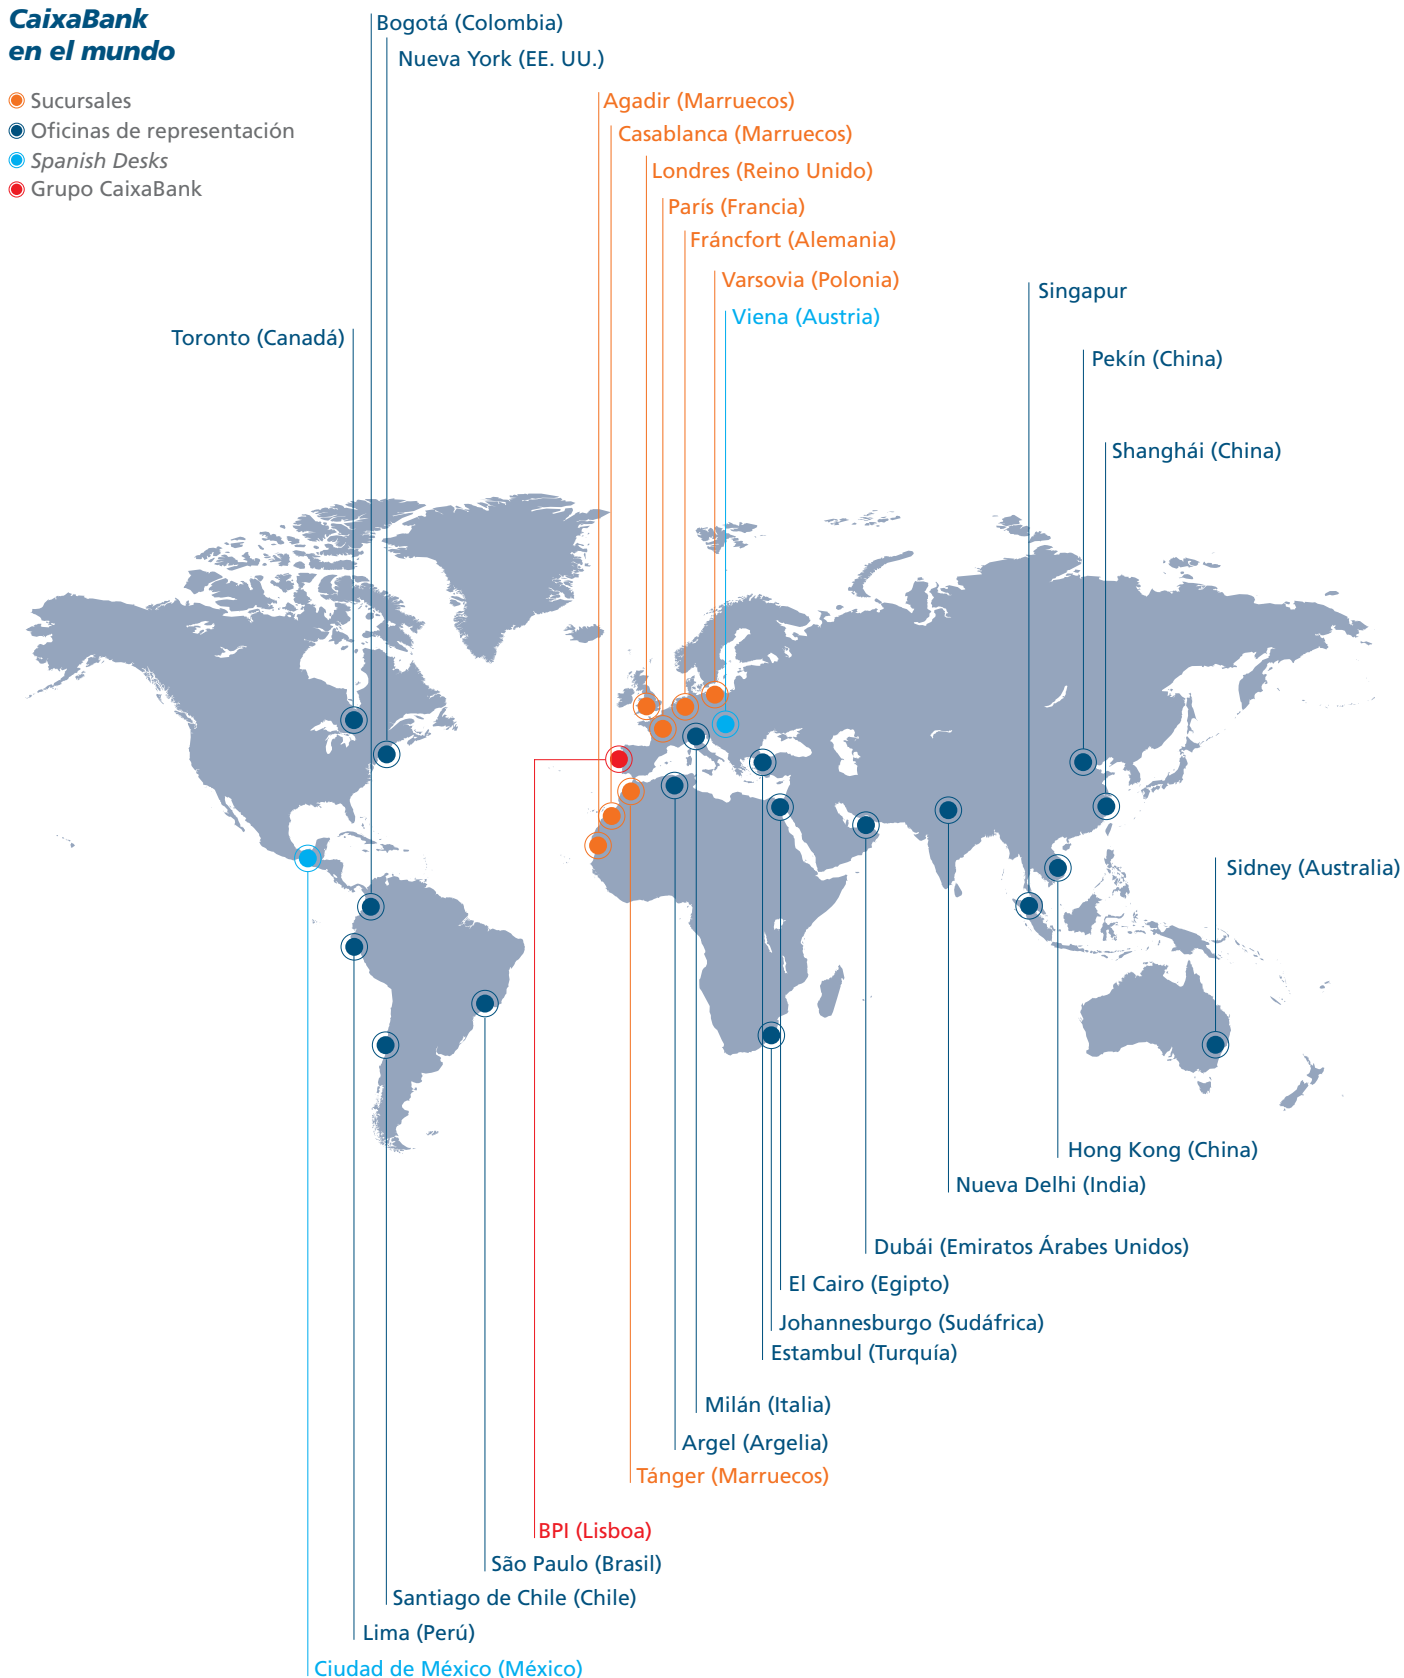 CaixaBank
en el mundo
Sucursales
Oficinas de representación
Spanish Desks
Grupo CaixaBank
Bogotá (Colombia)
Nueva York (EE. UU.)
Agadir (Marruecos)
Casablanca (Marruecos)
Londres (Reino Unido)
París (Francia)
Fráncfort (Alemania)
Varsovia (Polonia)
Viena (Austria)
Singapur
Toronto (Canadá)
Pekín (China)
Shanghái (China)
Sidney (Australia)
Hong Kong (China)
Nueva Delhi (India)
Dubái (Emiratos Árabes Unidos)
El Cairo (Egipto)
Johannesburgo (Sudáfrica)
Estambul (Turquía)
Milán (Italia)
Argel (Argelia)
Tánger (Marruecos)
BPI (Lisboa)
São Paulo (Brasil)
Santiago de Chile (Chile)
Lima (Perú)
Ciudad de México (México)